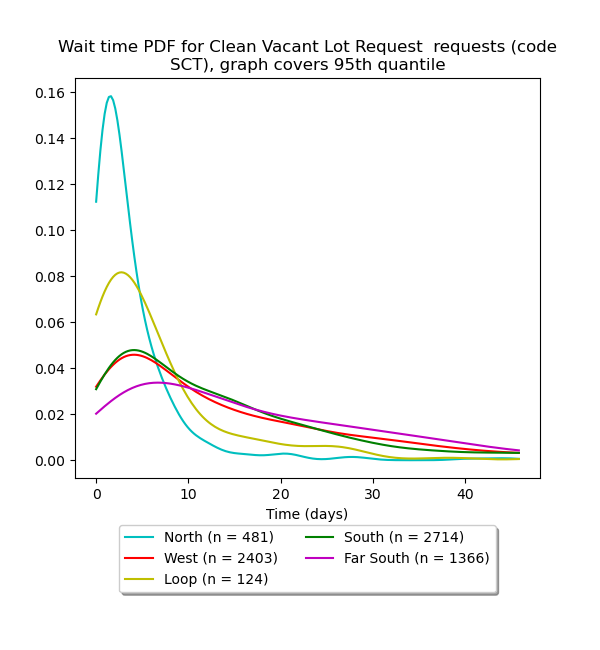 Wait time PDF for Clean Vacant Lot Request  requests (code
SCT), graph covers 95th quantile
0.16
0.14
0.12
0.10
0.08
0.06
0.04
0.02
0.00
0 10 20 30 40
Time (days)
North (n = 481)
West (n = 2403)
Loop (n = 124)
South (n = 2714)
Far South (n = 1366)